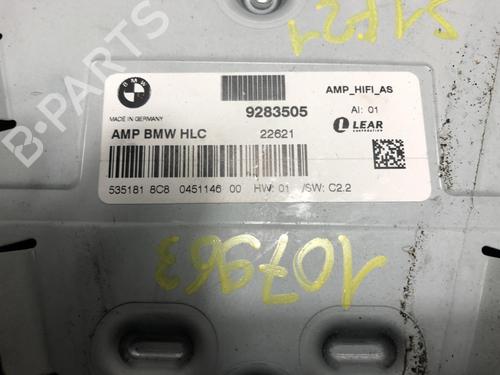 B-PARTS
BMW
MADE IN GERMANY
9283505
AMP_HIFI_AS
AI: 01
LEAR
CORPORATION
AMP BMW HLC
22621
535181 8C8 0451146 00 HW: 01 /SW: C2.2
107963